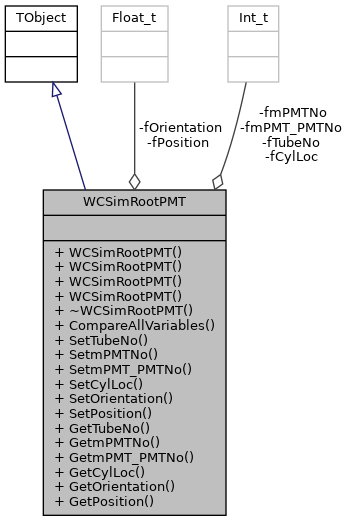 TObject
Float_t
Int_t
-fOrientation
-fPosition
-fmPMTNo
-fmPMT_PMTNo
-fTubeNo
-fCylLoc
WCSimRootPMT
+ WCSimRootPMT()
+ WCSimRootPMT()
+ WCSimRootPMT()
+ WCSimRootPMT()
+ ~WCSimRootPMT()
+ CompareAllVariables()
+ SetTubeNo()
+ SetmPMTNo()
+ SetmPMT_PMTNo()
+ SetCylLoc()
+ SetOrientation()
+ SetPosition()
+ GetTubeNo()
+ GetmPMTNo()
+ GetmPMT_PMTNo()
+ GetCylLoc()
+ GetOrientation()
+ GetPosition()